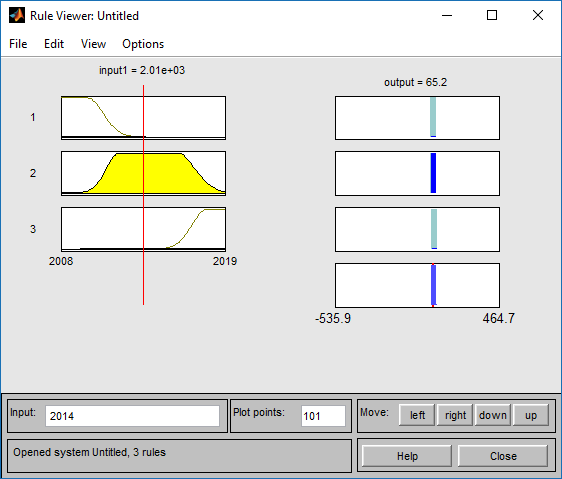 Rule Viewer: Untitled
File Edit View Options
input1 = 2.01e+03
output = 65.2
1
2
3
2008 2019
-535.9 464.7
Input: 2014 Plot points: 101 Move: left right down up
Opened system Untitled, 3 rules
Help Close